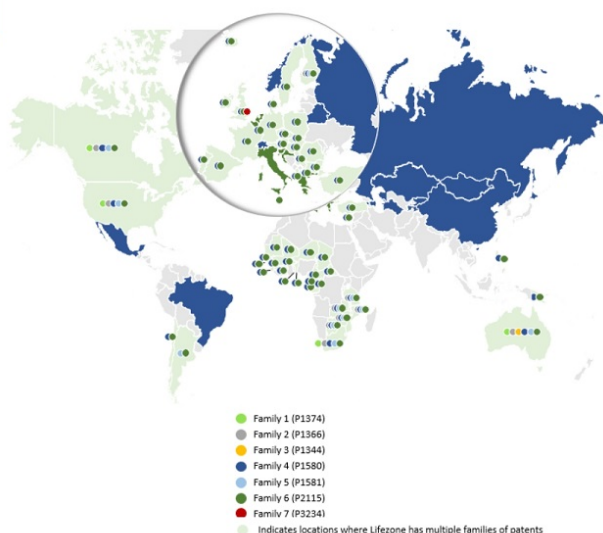 Family 1 (P1374)
Family 2 (P1366)
Family 3 (P1344)
Family 4 (P1580)
Family 5 (P1581)
Family 6 (P2115)
Family 7 (P3234)
Indicates locations where Lifezone has multiple families of patents